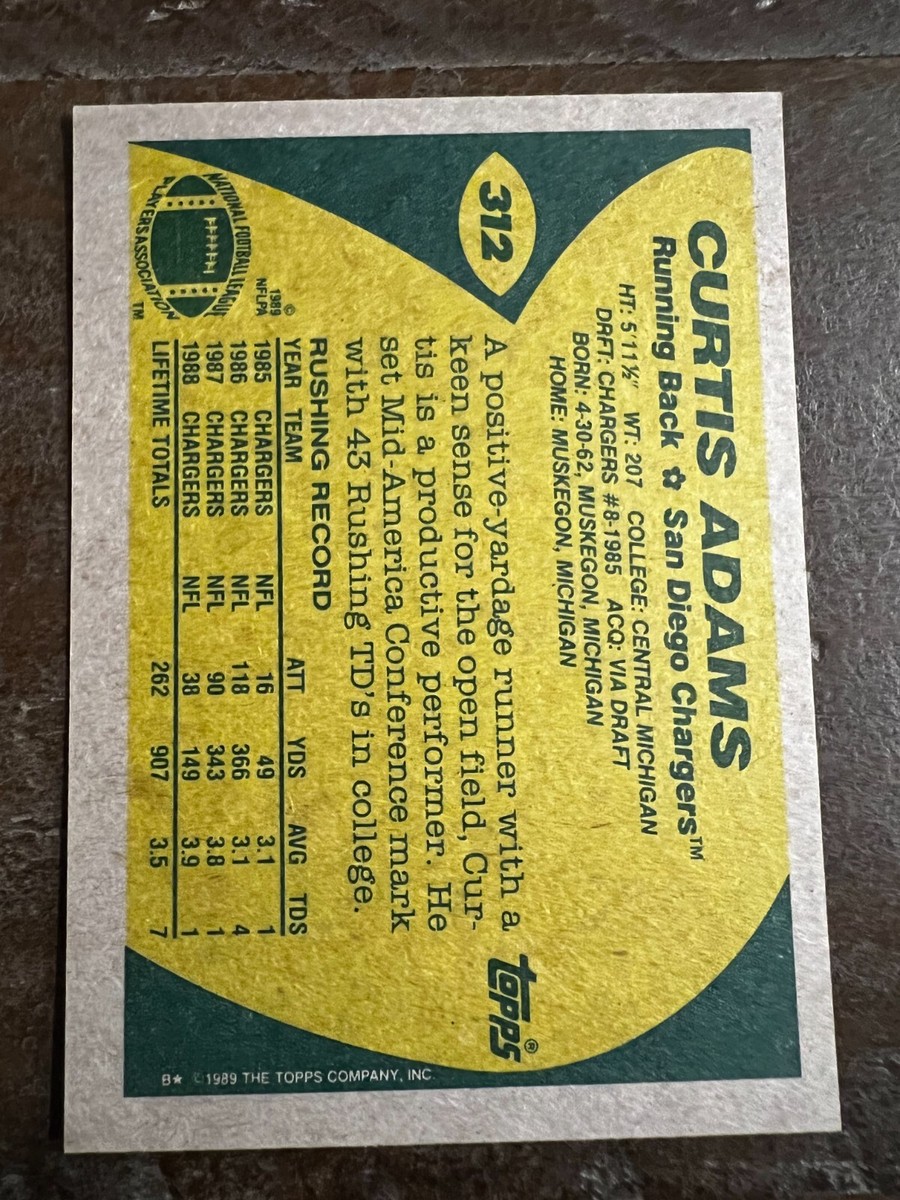 312
CURTIS ADAMS
Running Back ✿ San Diego Chargers™
HT: 5'11½" WT: 207 COLLEGE: CENTRAL MICHIGAN
DRFT: CHARGERS #8-1985 ACQ: VIA DRAFT
BORN: 4-30-62, MUSKEGON, MICHIGAN
HOME: MUSKEGON, MICHIGAN
A positive-yardage runner with a
keen sense for the open field, Cur-
tis is a productive performer. He
set Mid-America Conference mark
with 43 Rushing TD's in college.
topps®
RUSHING RECORD
YEAR TEAM ATT YDS AVG TDS
1985 CHARGERS NFL 16 49 3.1 1
1986 CHARGERS NFL 118 366 3.1 4
1987 CHARGERS NFL 90 343 3.8 1
1988 CHARGERS NFL 38 149 3.9 1
LIFETIME TOTALS 262 907 3.5 7
©
1989
NFLPA
NATIONAL FOOTBALL LEAGUE
PLAYERS ASSOCIATION
TM
B★ ©1989 THE TOPPS COMPANY, INC.